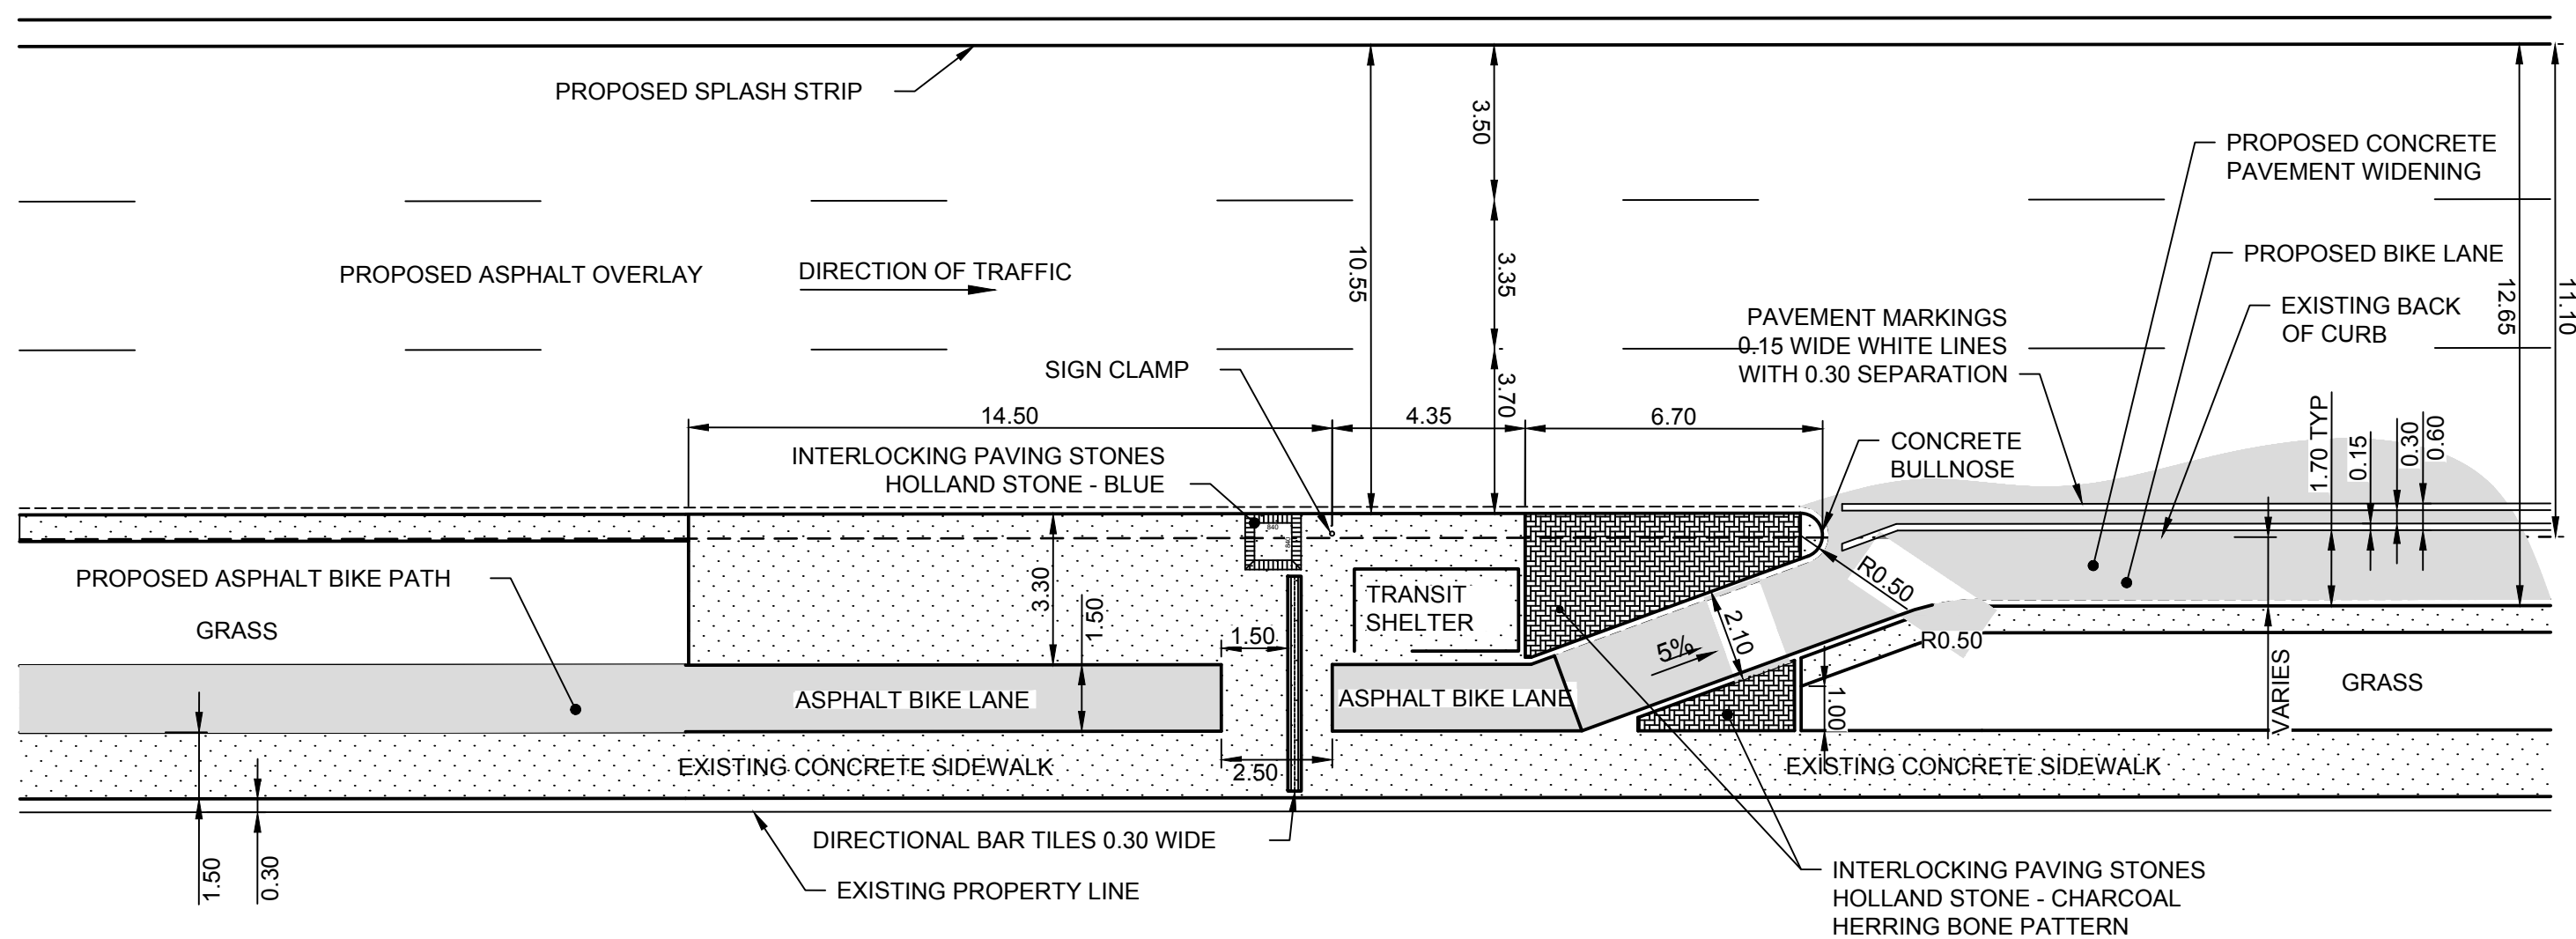 PROPOSED SPLASH STRIP
3.50
PROPOSED CONCRETE
PAVEMENT WIDENING
PROPOSED ASPHALT OVERLAY
DIRECTION OF TRAFFIC
10.55
3.35
PROPOSED BIKE LANE
12.65
11.10
EXISTING BACK
OF CURB
PAVEMENT MARKINGS
0.15 WIDE WHITE LINES
WITH 0.30 SEPARATION
SIGN CLAMP
3.70
14.50
4.35
6.70
1.70 TYP
0.15
0.30
0.60
CONCRETE
BULLNOSE
INTERLOCKING PAVING STONES
HOLLAND STONE - BLUE
840
840
PROPOSED ASPHALT BIKE PATH
3.30
1.50
TRANSIT
SHELTER
R0.50
GRASS
1.50
2.10
5%
R0.50
VARIES
GRASS
ASPHALT BIKE LANE
ASPHALT BIKE LANE
1.00
EXISTING CONCRETE SIDEWALK
2.50
EXISTING CONCRETE SIDEWALK
1.50
0.30
DIRECTIONAL BAR TILES 0.30 WIDE
EXISTING PROPERTY LINE
INTERLOCKING PAVING STONES
HOLLAND STONE - CHARCOAL
HERRING BONE PATTERN